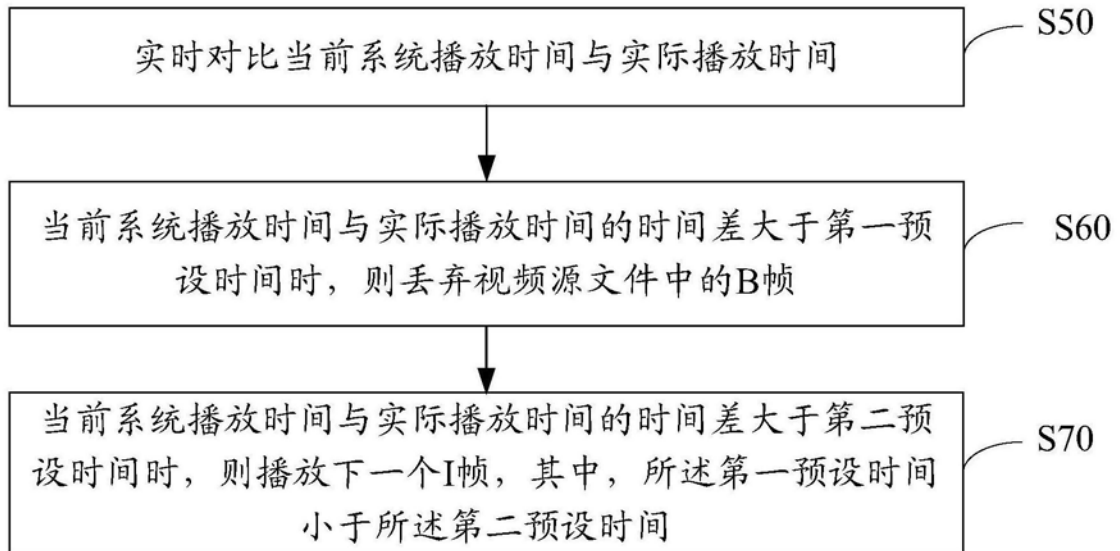 S50
实时对比当前系统播放时间与实际播放时间
当前系统播放时间与实际播放时间的时间差大于第一预
设时间时，则丢弃视频源文件中的B帧
S60
当前系统播放时间与实际播放时间的时间差大于第二预
设时间时，则播放下一个I帧，其中，所述第一预设时间
小于所述第二预设时间
S70